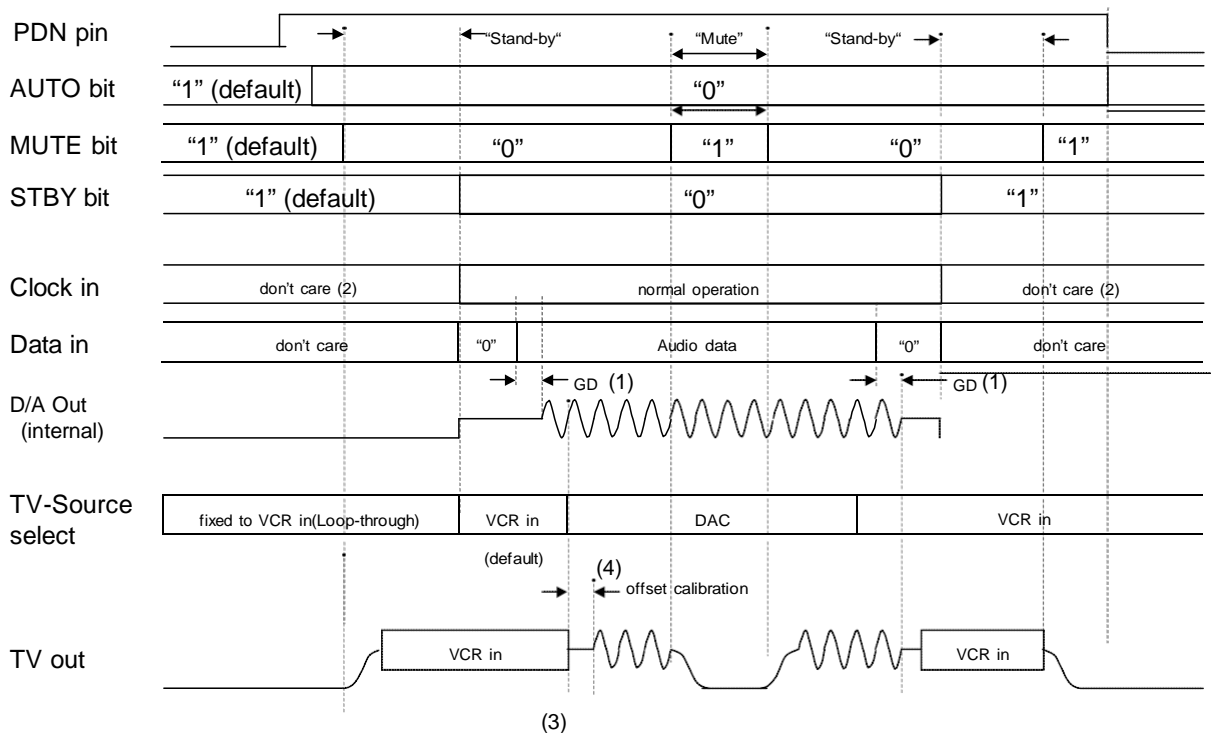 PDN pin
“Stand-by“ “Mute” “Stand-by“
AUTO bit “1” (default) “0”
MUTE bit “1” (default) “0” “1” “0” “1”
STBY bit “1” (default) “0” “1”
Clock in don’t care (2) normal operation don’t care (2)
Data in don’t care “0” Audio data “0” don’t care
GD (1) GD (1)
D/A Out
(internal)
TV-Source
select
fixed to VCR in(Loop-through) VCR in DAC VCR in
(default)
(4)
offset calibration
TV out VCR in VCR in
(3)